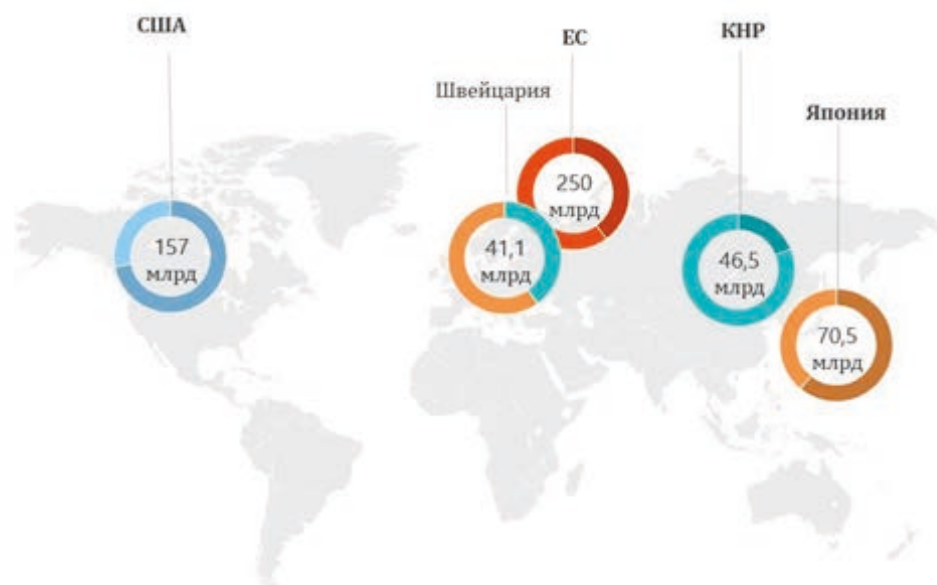 США
ЕС
КНР
Швейцария
Япония
250
млрд
157
млрд
41,1
млрд
46,5
млрд
70,5
млрд